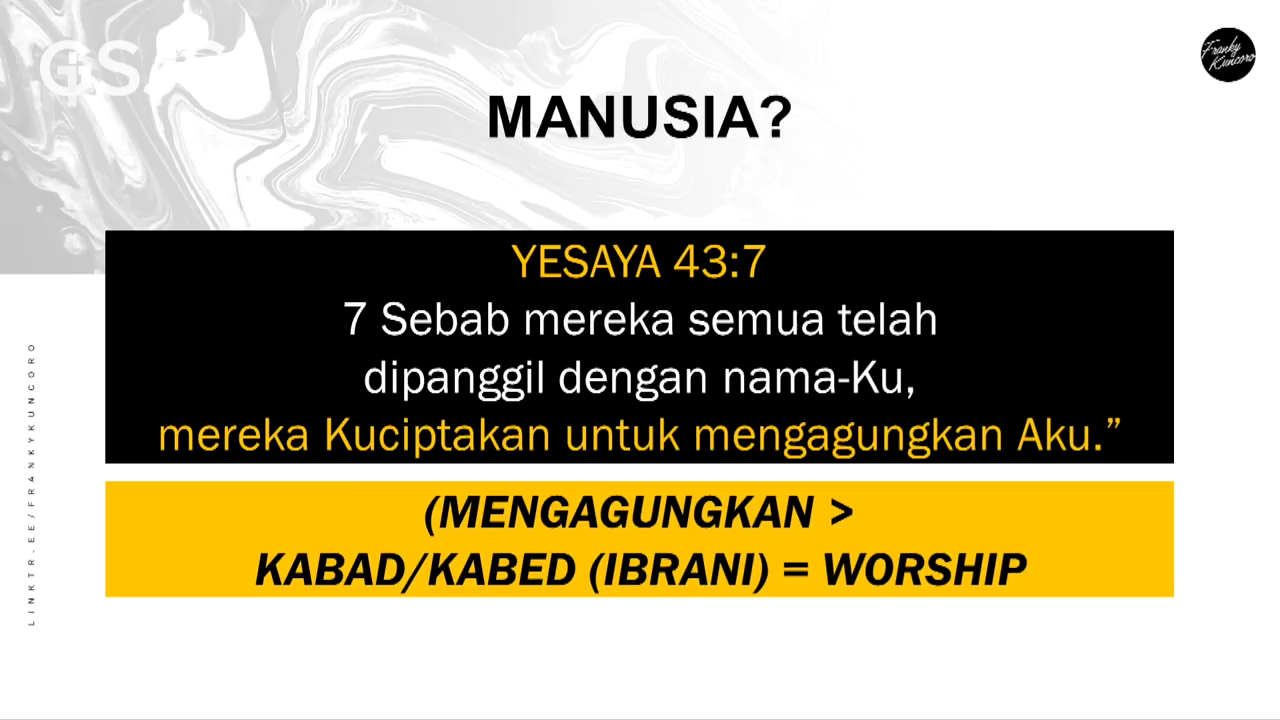 GSJS
Franky
Kuncoro
MANUSIA?
YESAYA 43:7
7 Sebab mereka semua telah
dipanggil dengan nama-Ku,
mereka Kuciptakan untuk mengagungkan Aku.”
(MENGAGUNGKAN >
KABAD/KABED (IBRANI) = WORSHIP
LINKTR.EE/FRANKYKUNCORO